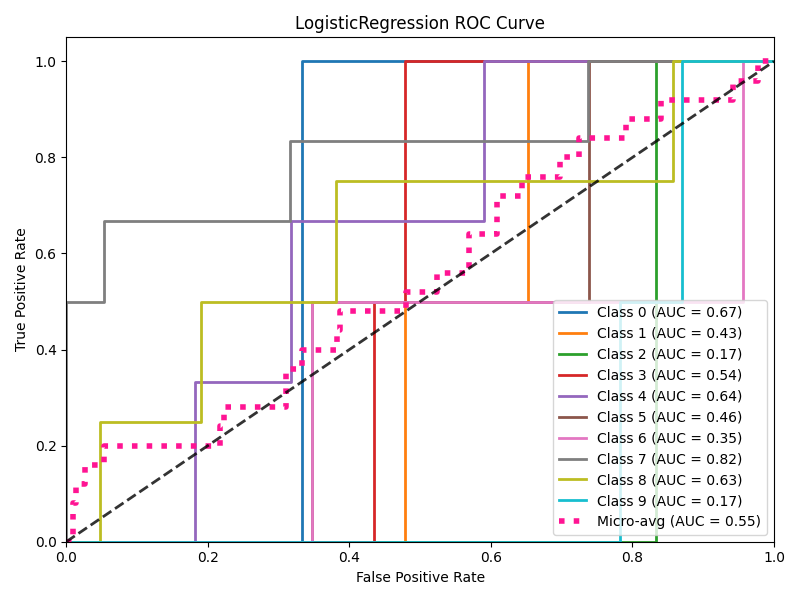 LogisticRegression ROC Curve
True Positive Rate
1.0
0.8
0.6
0.4
0.2
0.0
Class 0 (AUC = 0.67)
Class 1 (AUC = 0.43)
Class 2 (AUC = 0.17)
Class 3 (AUC = 0.54)
Class 4 (AUC = 0.64)
Class 5 (AUC = 0.46)
Class 6 (AUC = 0.35)
Class 7 (AUC = 0.82)
Class 8 (AUC = 0.63)
Class 9 (AUC = 0.17)
Micro-avg (AUC = 0.55)
0.0 0.2 0.4 0.6 0.8 1.0
False Positive Rate